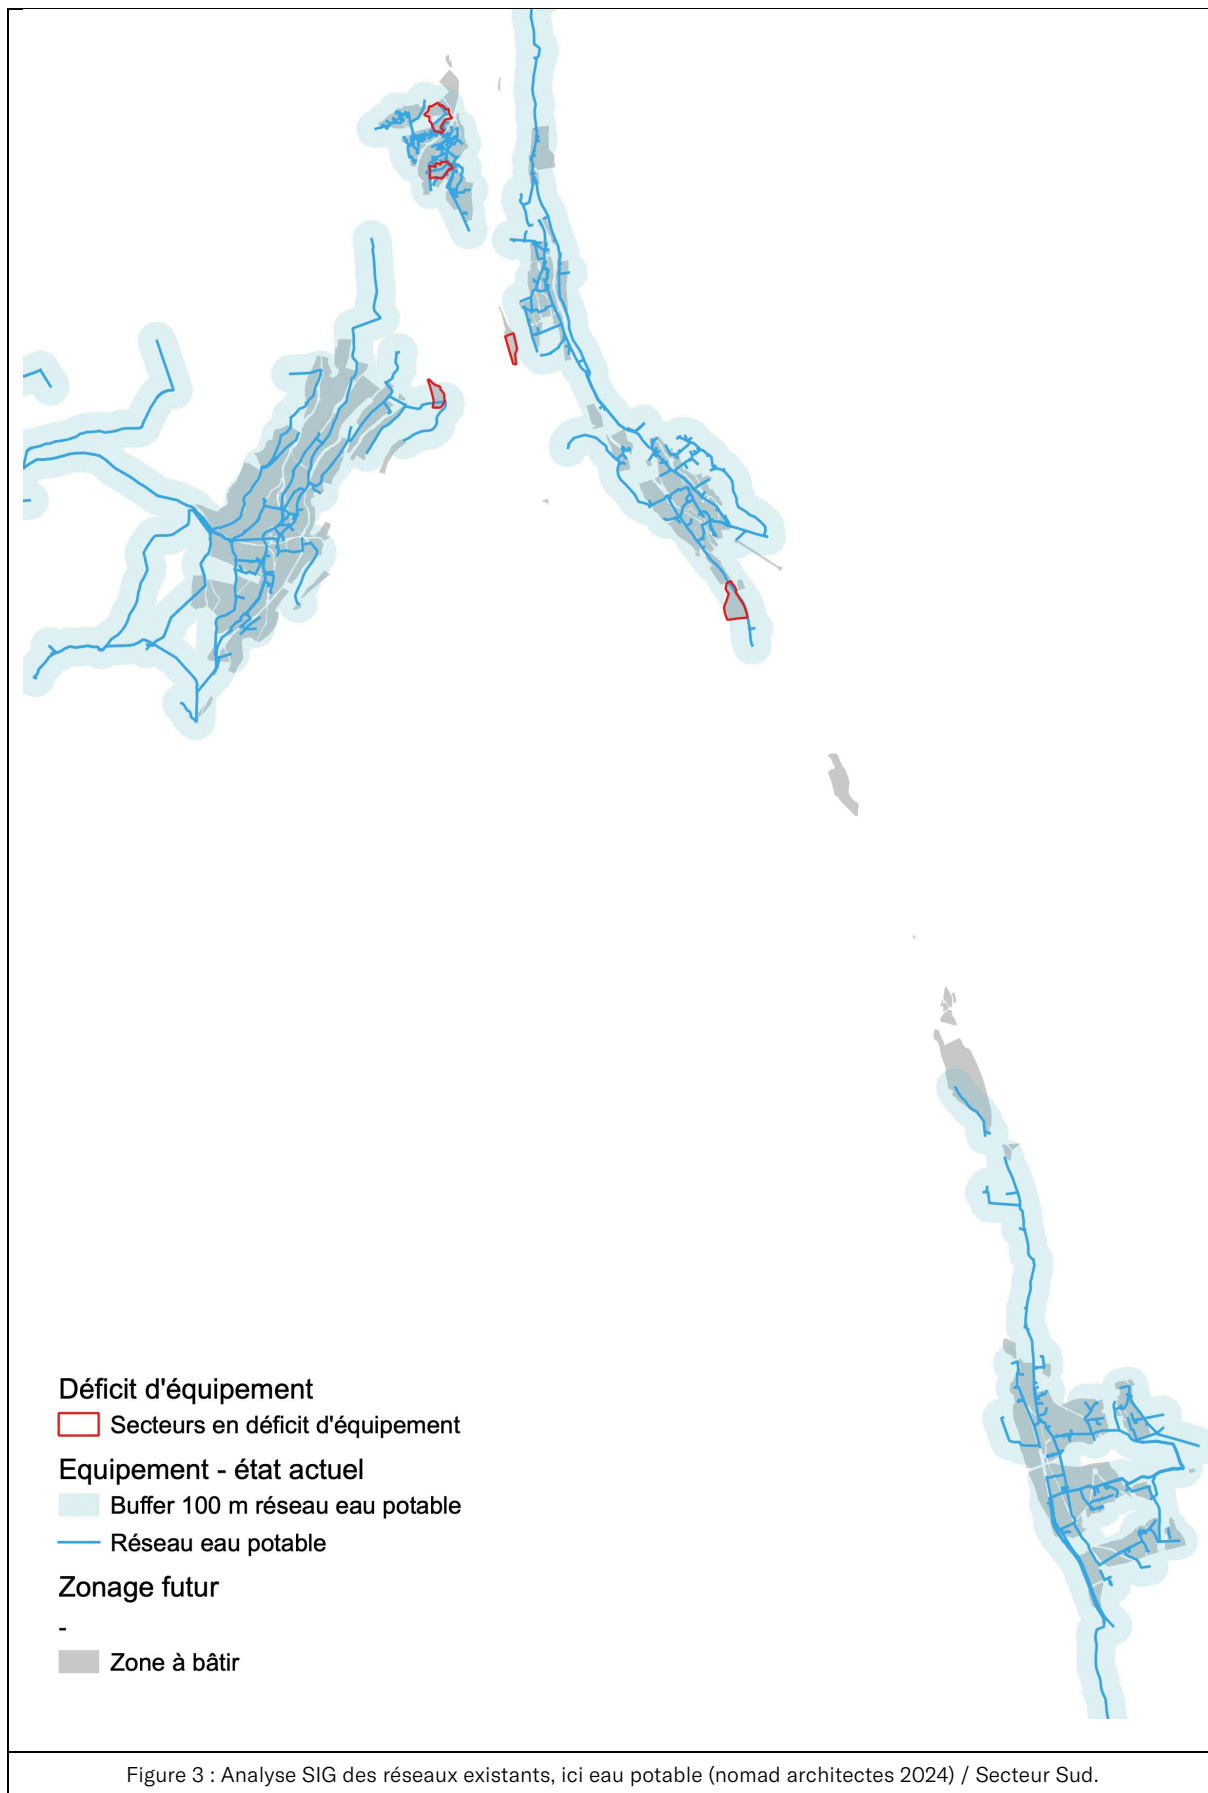 Déficit d'équipement
Secteurs en déficit d'équipement
Equipement - état actuel
Buffer 100 m réseau eau potable
Réseau eau potable
Zonage futur
-
Zone à bâtir
Figure 3 : Analyse SIG des réseaux existants, ici eau potable (nomad architectes 2024) / Secteur Sud.